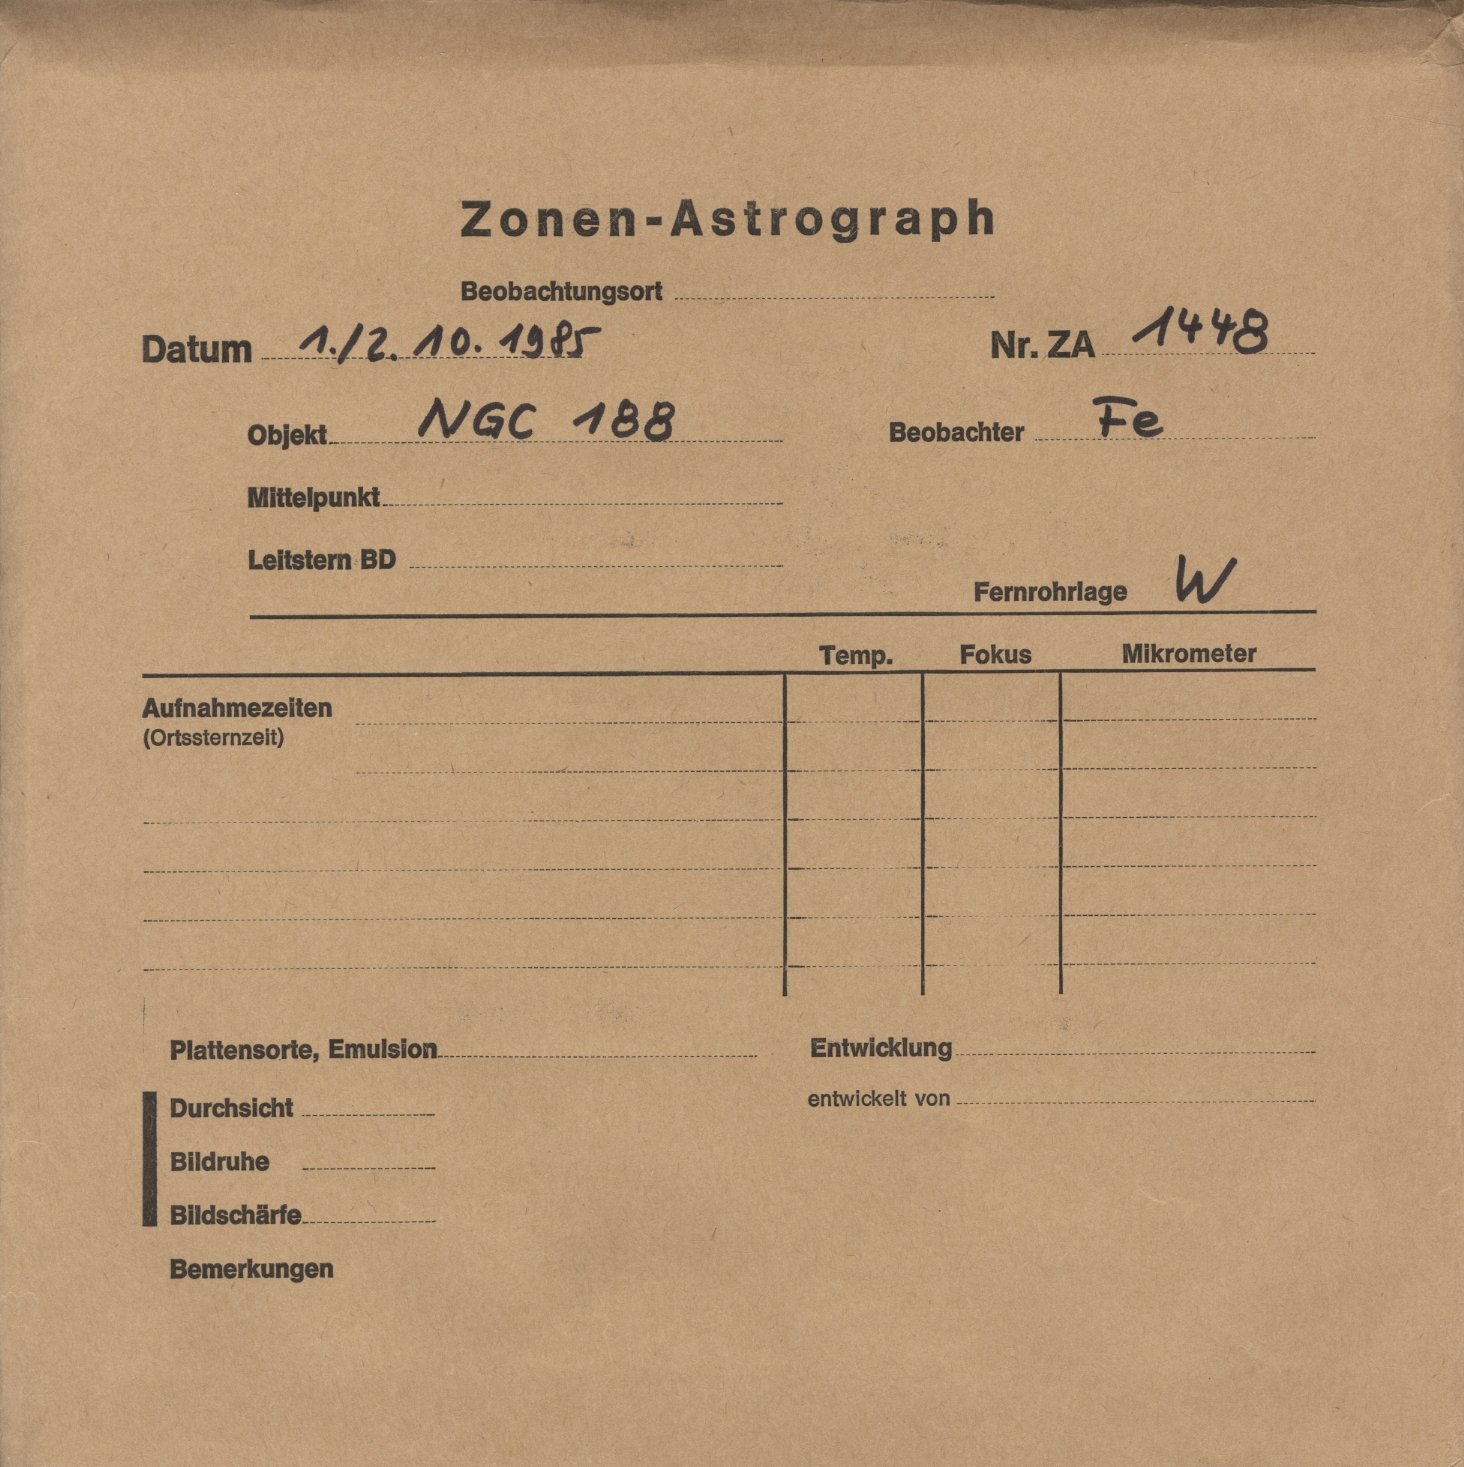 Zonen-Astrograph
Beobachtungsort
Datum 1./2. 10. 1985 Nr. ZA 1448
Objekt NGC 188 Beobachter Fe
Mittelpunkt
Leitstern BD
Fernrohrlage W
Temp. Fokus Mikrometer
Aufnahmezeiten
(Ortssternzeit)
Plattensorte, Emulsion Entwicklung
Durchsicht entwickelt von
Bildruhe
Bildschärfe
Bemerkungen